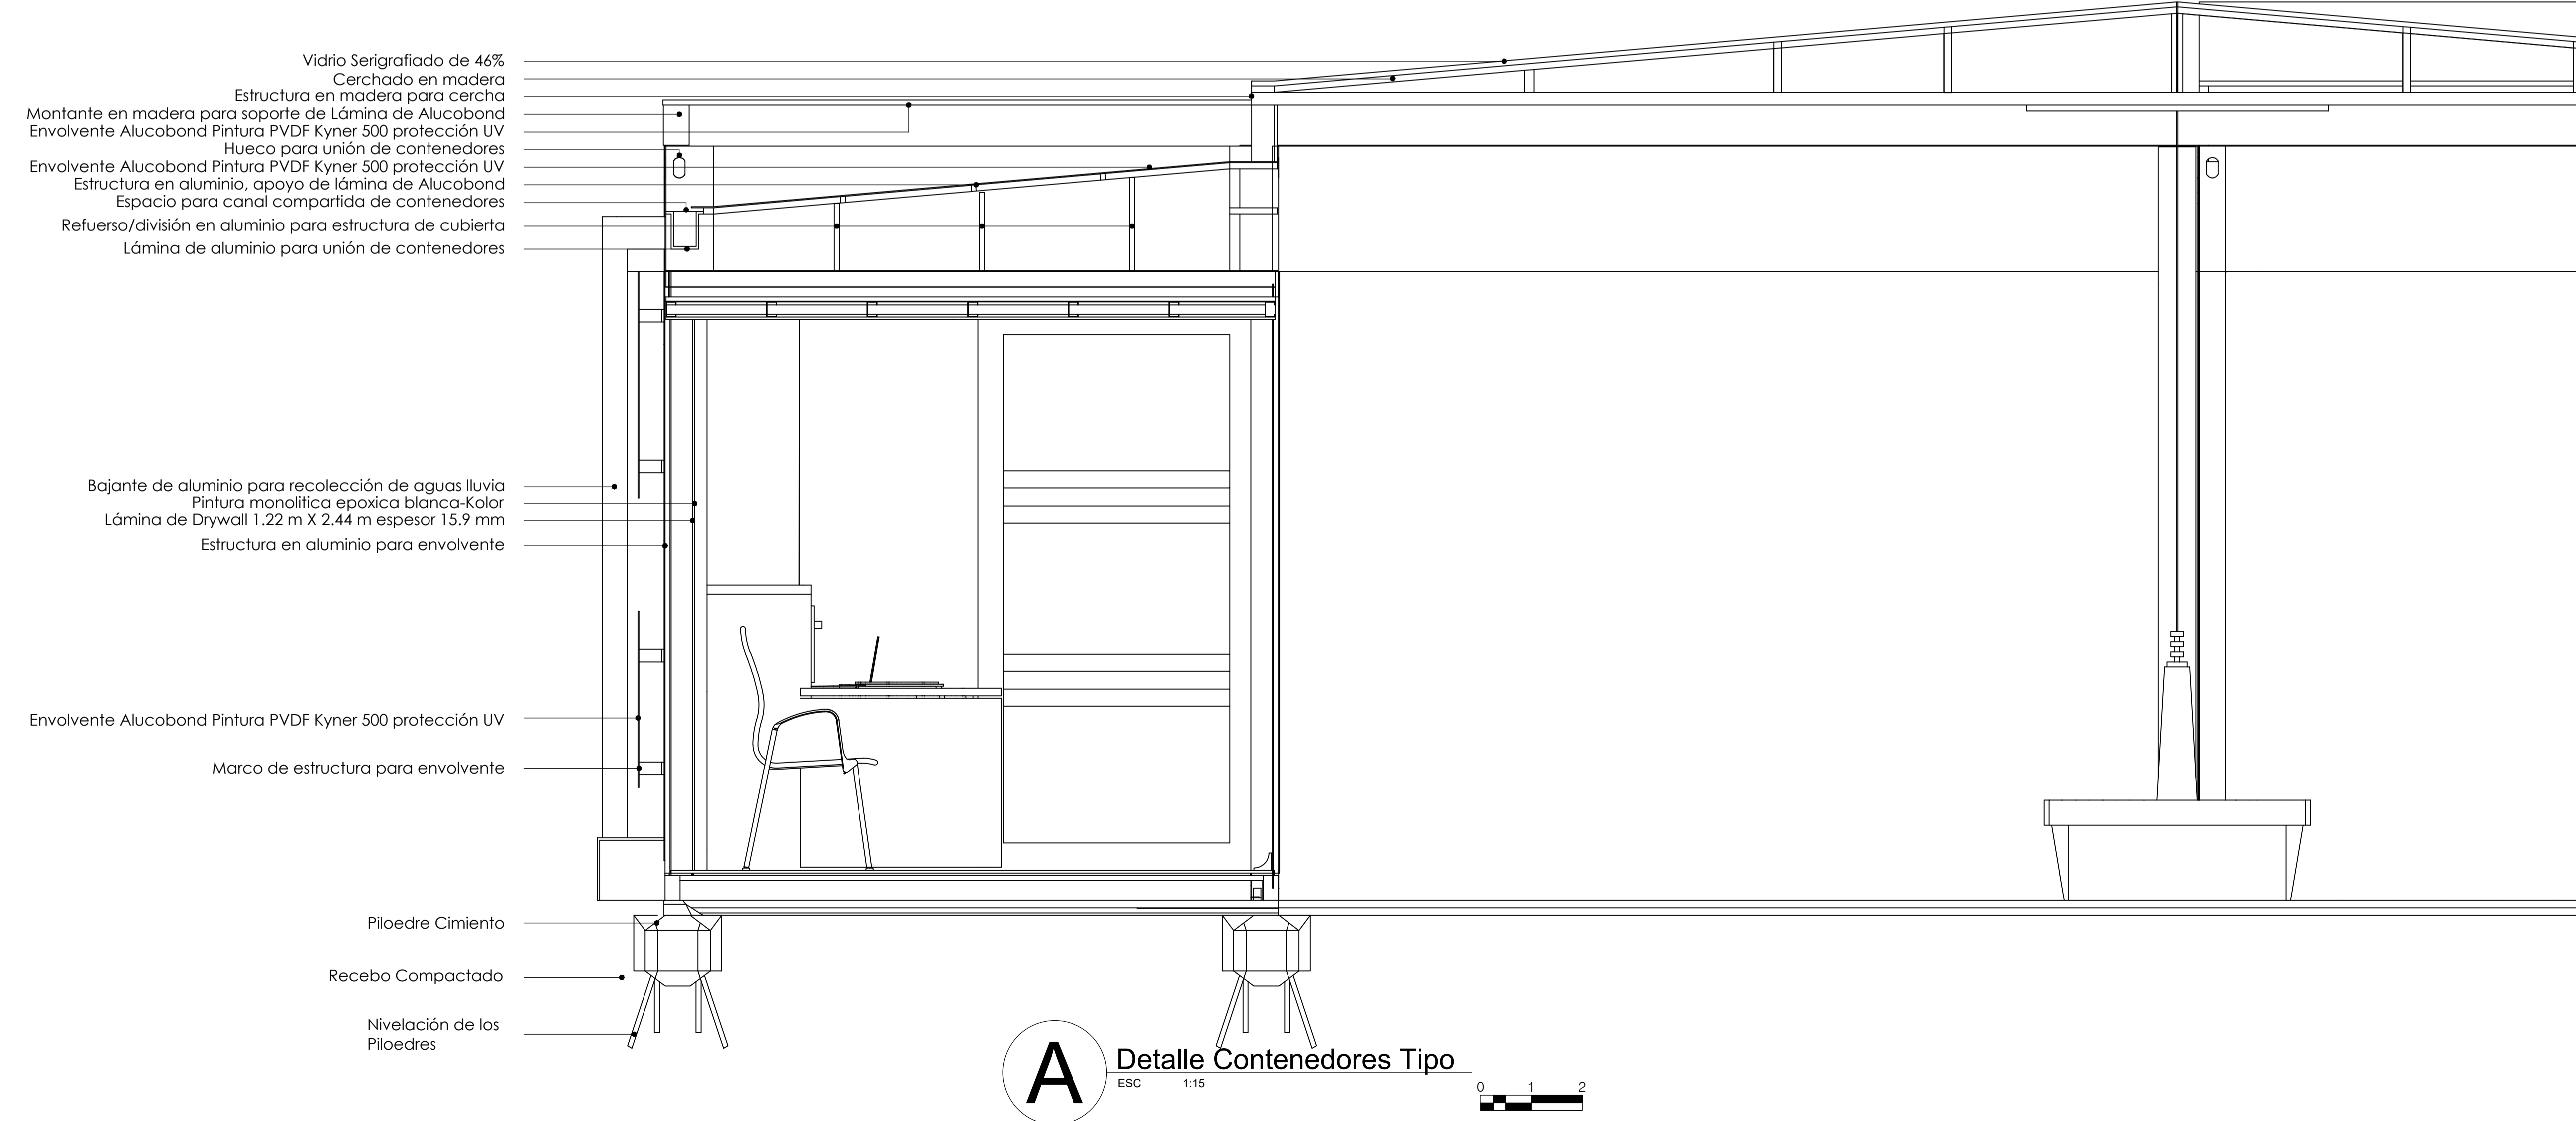 Vidrio Serigrafiado de 46%
Cerchado en madera
Estructura en madera para cercha
Montante en madera para soporte de Lámina de Alucobond
Envolvente Alucobond Pintura PVDF Kyner 500 protección UV
Hueco para unión de contenedores
Envolvente Alucobond Pintura PVDF Kyner 500 protección UV
Estructura en aluminio, apoyo de lámina de Alucobond
Espacio para canal compartida de contenedores
Refuerso/división en aluminio para estructura de cubierta
Lámina de aluminio para unión de contenedores
Bajante de aluminio para recolección de aguas lluvia
Pintura monolitica epoxica blanca-Kolor
Lámina de Drywall 1.22 m X 2.44 m espesor 15.9 mm
Estructura en aluminio para envolvente
Envolvente Alucobond Pintura PVDF Kyner 500 protección UV
Marco de estructura para envolvente
Piloedre Cimiento
Recebo Compactado
Nivelación de los
Piloedres
A
Detalle Contenedores Tipo
ESC 1:15
0 1 2